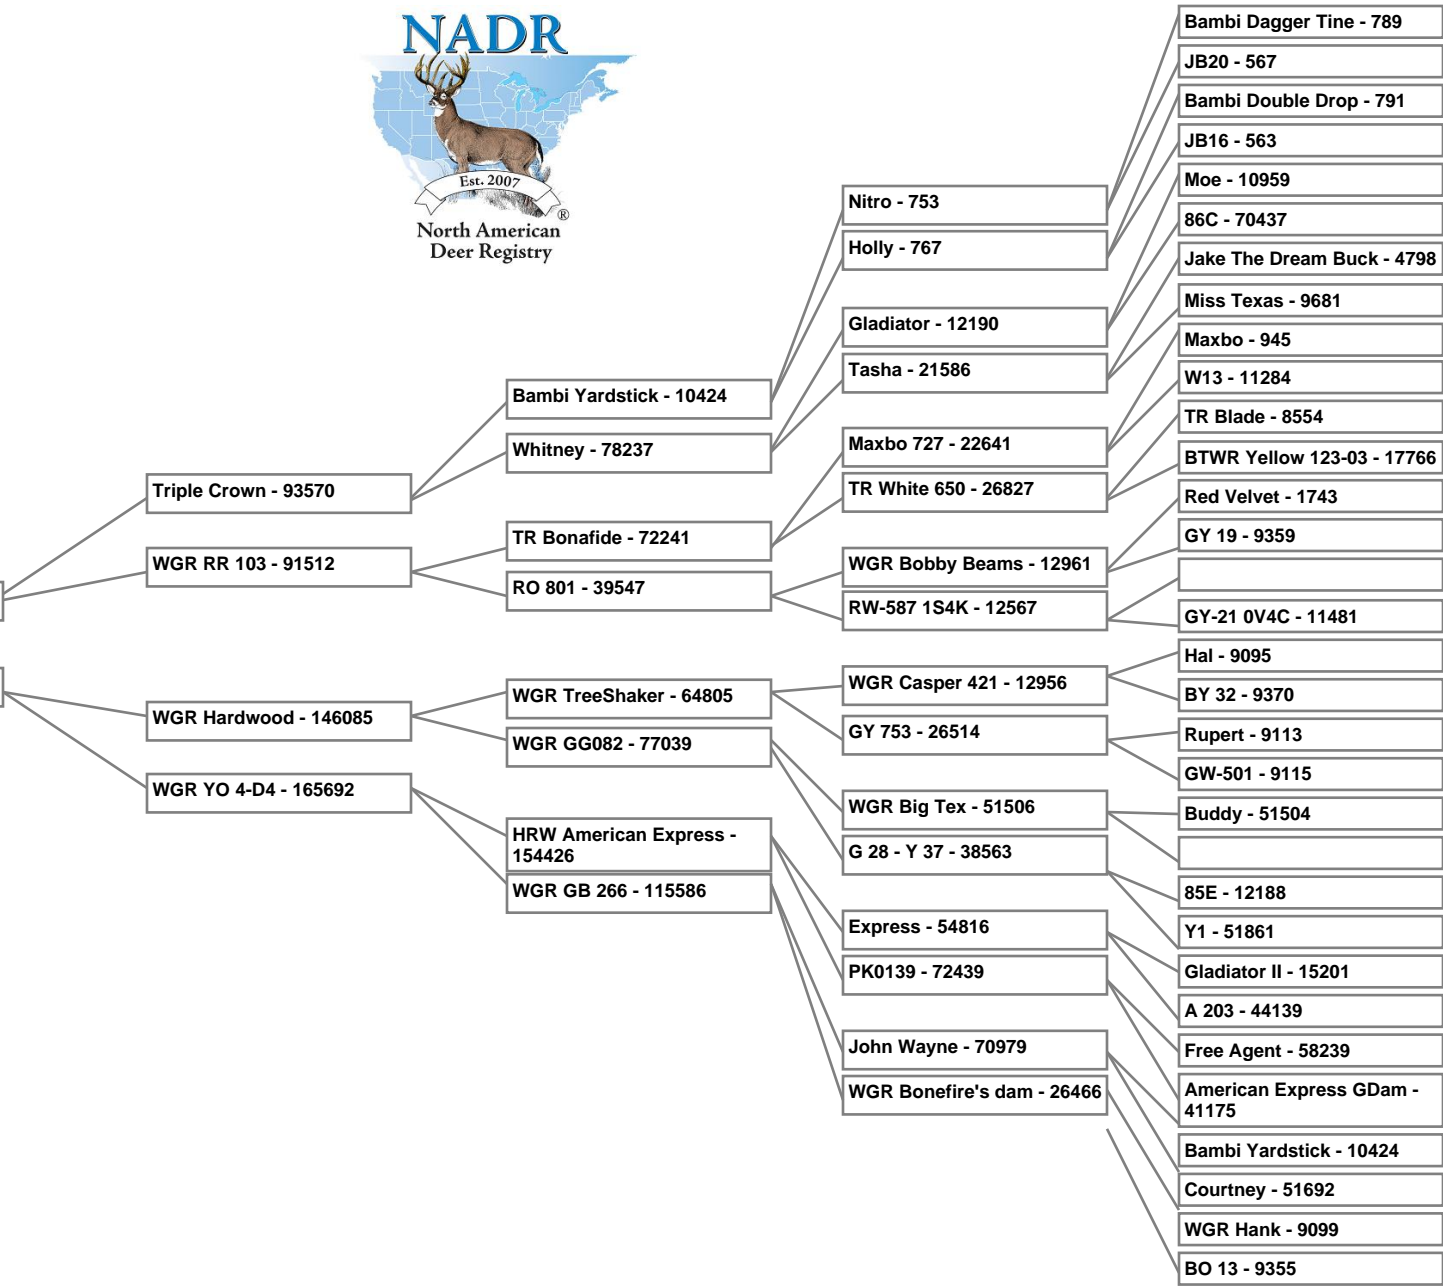 NADR
Est. 2007
®
North American
Deer Registry
Triple Crown - 93570
WGR RR 103 - 91512
WGR Hardwood - 146085
WGR YO 4-D4 - 165692
Bambi Yardstick - 10424
Whitney - 78237
TR Bonafide - 72241
RO 801 - 39547
WGR TreeShaker - 64805
WGR GG082 - 77039
HRW American Express -
154426
WGR GB 266 - 115586
Nitro - 753
Holly - 767
Gladiator - 12190
Tasha - 21586
Maxbo 727 - 22641
TR White 650 - 26827
WGR Bobby Beams - 12961
RW-587 1S4K - 12567
WGR Casper 421 - 12956
GY 753 - 26514
WGR Big Tex - 51506
G 28 - Y 37 - 38563
Express - 54816
PK0139 - 72439
John Wayne - 70979
WGR Bonefire's dam - 26466
Bambi Dagger Tine - 789
JB20 - 567
Bambi Double Drop - 791
JB16 - 563
Moe - 10959
86C - 70437
Jake The Dream Buck - 4798
Miss Texas - 9681
Maxbo - 945
W13 - 11284
TR Blade - 8554
BTWR Yellow 123-03 - 17766
Red Velvet - 1743
GY 19 - 9359
GY-21 0V4C - 11481
Hal - 9095
BY 32 - 9370
Rupert - 9113
GW-501 - 9115
Buddy - 51504
85E - 12188
Y1 - 51861
Gladiator II - 15201
A 203 - 44139
Free Agent - 58239
American Express GDam -
41175
Bambi Yardstick - 10424
Courtney - 51692
WGR Hank - 9099
BO 13 - 9355